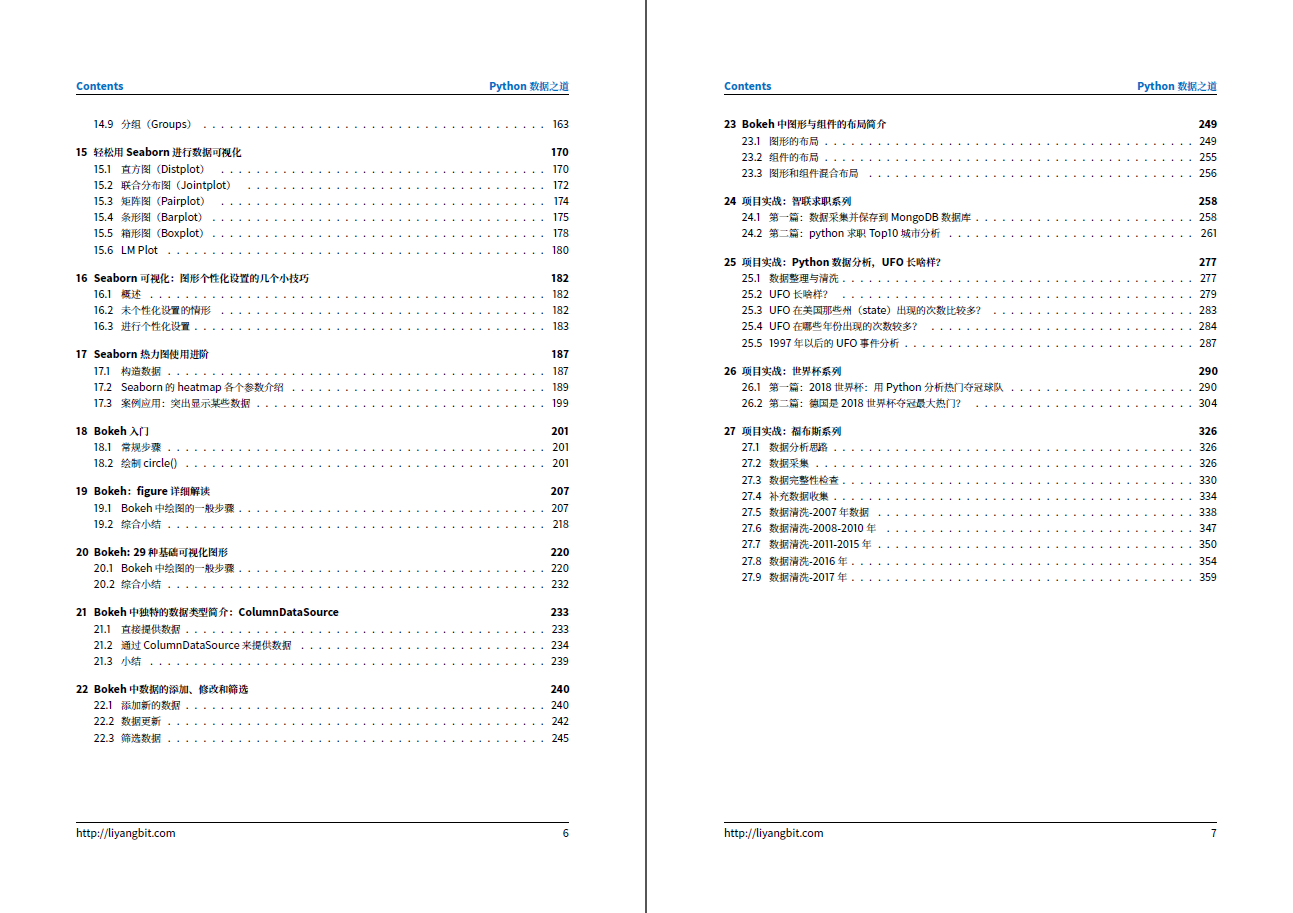 Contents Python 数据之道
14.9 分组（Groups） . . . . . . . . . . . . . . . . . . . . . . . . . . . . . . . . . . . . . . . 163
15 轻松用 Seaborn 进行数据可视化 170
15.1 直方图（Distplot） . . . . . . . . . . . . . . . . . . . . . . . . . . . . . . . . . . . . . 170
15.2 联合分布图（Jointplot） . . . . . . . . . . . . . . . . . . . . . . . . . . . . . . . . . . 172
15.3 矩阵图（Pairplot） . . . . . . . . . . . . . . . . . . . . . . . . . . . . . . . . . . . . . 174
15.4 条形图（Barplot） . . . . . . . . . . . . . . . . . . . . . . . . . . . . . . . . . . . . . . 175
15.5 箱形图（Boxplot） . . . . . . . . . . . . . . . . . . . . . . . . . . . . . . . . . . . . . . 178
15.6 LM Plot . . . . . . . . . . . . . . . . . . . . . . . . . . . . . . . . . . . . . . . . . . . 180
16 Seaborn 可视化：图形个性化设置的几个小技巧 182
16.1 概述 . . . . . . . . . . . . . . . . . . . . . . . . . . . . . . . . . . . . . . . . . . . . . 182
16.2 未个性化设置的情形 . . . . . . . . . . . . . . . . . . . . . . . . . . . . . . . . . . . . . 182
16.3 进行个性化设置 . . . . . . . . . . . . . . . . . . . . . . . . . . . . . . . . . . . . . . . . 183
17 Seaborn 热力图使用进阶 187
17.1 构造数据 . . . . . . . . . . . . . . . . . . . . . . . . . . . . . . . . . . . . . . . . . . . 187
17.2 Seaborn 的 heatmap 各个参数介绍 . . . . . . . . . . . . . . . . . . . . . . . . . . . . . 189
17.3 案例应用：突出显示某些数据 . . . . . . . . . . . . . . . . . . . . . . . . . . . . . . . . . 199
18 Bokeh 入门 201
18.1 常规步骤 . . . . . . . . . . . . . . . . . . . . . . . . . . . . . . . . . . . . . . . . . . . 201
18.2 绘制 circle() . . . . . . . . . . . . . . . . . . . . . . . . . . . . . . . . . . . . . . . . . 201
19 Bokeh：figure 详细解读 207
19.1 Bokeh 中绘图的一般步骤 . . . . . . . . . . . . . . . . . . . . . . . . . . . . . . . . . . . 207
19.2 综合小结 . . . . . . . . . . . . . . . . . . . . . . . . . . . . . . . . . . . . . . . . . . . 218
20 Bokeh: 29 种基础可视化图形 220
20.1 Bokeh 中绘图的一般步骤 . . . . . . . . . . . . . . . . . . . . . . . . . . . . . . . . . . . 220
20.2 综合小结 . . . . . . . . . . . . . . . . . . . . . . . . . . . . . . . . . . . . . . . . . . . 232
21 Bokeh 中独特的数据类型简介：ColumnDataSource 233
21.1 直接提供数据 . . . . . . . . . . . . . . . . . . . . . . . . . . . . . . . . . . . . . . . . . 233
21.2 通过 ColumnDataSource 来提供数据 . . . . . . . . . . . . . . . . . . . . . . . . . . . . 234
21.3 小结 . . . . . . . . . . . . . . . . . . . . . . . . . . . . . . . . . . . . . . . . . . . . . 239
22 Bokeh 中数据的添加、修改和筛选 240
22.1 添加新的数据 . . . . . . . . . . . . . . . . . . . . . . . . . . . . . . . . . . . . . . . . . 240
22.2 数据更新 . . . . . . . . . . . . . . . . . . . . . . . . . . . . . . . . . . . . . . . . . . . 242
22.3 筛选数据 . . . . . . . . . . . . . . . . . . . . . . . . . . . . . . . . . . . . . . . . . . . 245
http://liyangbit.com 6
Contents Python 数据之道
23 Bokeh 中图形与组件的布局简介 249
23.1 图形的布局 . . . . . . . . . . . . . . . . . . . . . . . . . . . . . . . . . . . . . . . . . . 249
23.2 组件的布局 . . . . . . . . . . . . . . . . . . . . . . . . . . . . . . . . . . . . . . . . . . 255
23.3 图形和组件混合布局 . . . . . . . . . . . . . . . . . . . . . . . . . . . . . . . . . . . . . 256
24 项目实战：智联求职系列 258
24.1 第一篇：数据采集并保存到 MongoDB 数据库 . . . . . . . . . . . . . . . . . . . . . . . . . 258
24.2 第二篇：python 求职 Top10 城市分析 . . . . . . . . . . . . . . . . . . . . . . . . . . . . 261
25 项目实战：Python 数据分析，UFO 长啥样？ 277
25.1 数据整理与清洗 . . . . . . . . . . . . . . . . . . . . . . . . . . . . . . . . . . . . . . . . 277
25.2 UFO 长啥样？ . . . . . . . . . . . . . . . . . . . . . . . . . . . . . . . . . . . . . . . . 279
25.3 UFO 在美国那些州（state）出现的次数比较多？ . . . . . . . . . . . . . . . . . . . . . . . 283
25.4 UFO 在哪些年份出现的次数较多？ . . . . . . . . . . . . . . . . . . . . . . . . . . . . . . 284
25.5 1997 年以后的 UFO 事件分析 . . . . . . . . . . . . . . . . . . . . . . . . . . . . . . . . . 287
26 项目实战：世界杯系列 290
26.1 第一篇：2018 世界杯：用 Python 分析热门夺冠球队 . . . . . . . . . . . . . . . . . . . . . 290
26.2 第二篇：德国是 2018 世界杯夺冠最大热门？ . . . . . . . . . . . . . . . . . . . . . . . . . 304
27 项目实战：福布斯系列 326
27.1 数据分析思路 . . . . . . . . . . . . . . . . . . . . . . . . . . . . . . . . . . . . . . . . . 326
27.2 数据采集 . . . . . . . . . . . . . . . . . . . . . . . . . . . . . . . . . . . . . . . . . . . 326
27.3 数据完整性检查 . . . . . . . . . . . . . . . . . . . . . . . . . . . . . . . . . . . . . . . . 330
27.4 补充数据收集 . . . . . . . . . . . . . . . . . . . . . . . . . . . . . . . . . . . . . . . . . 334
27.5 数据清洗-2007 年数据 . . . . . . . . . . . . . . . . . . . . . . . . . . . . . . . . . . . . 338
27.6 数据清洗-2008-2010 年 . . . . . . . . . . . . . . . . . . . . . . . . . . . . . . . . . . . 347
27.7 数据清洗-2011-2015 年 . . . . . . . . . . . . . . . . . . . . . . . . . . . . . . . . . . . . 350
27.8 数据清洗-2016 年 . . . . . . . . . . . . . . . . . . . . . . . . . . . . . . . . . . . . . . . 354
27.9 数据清洗-2017 年 . . . . . . . . . . . . . . . . . . . . . . . . . . . . . . . . . . . . . . . 359
http://liyangbit.com 7